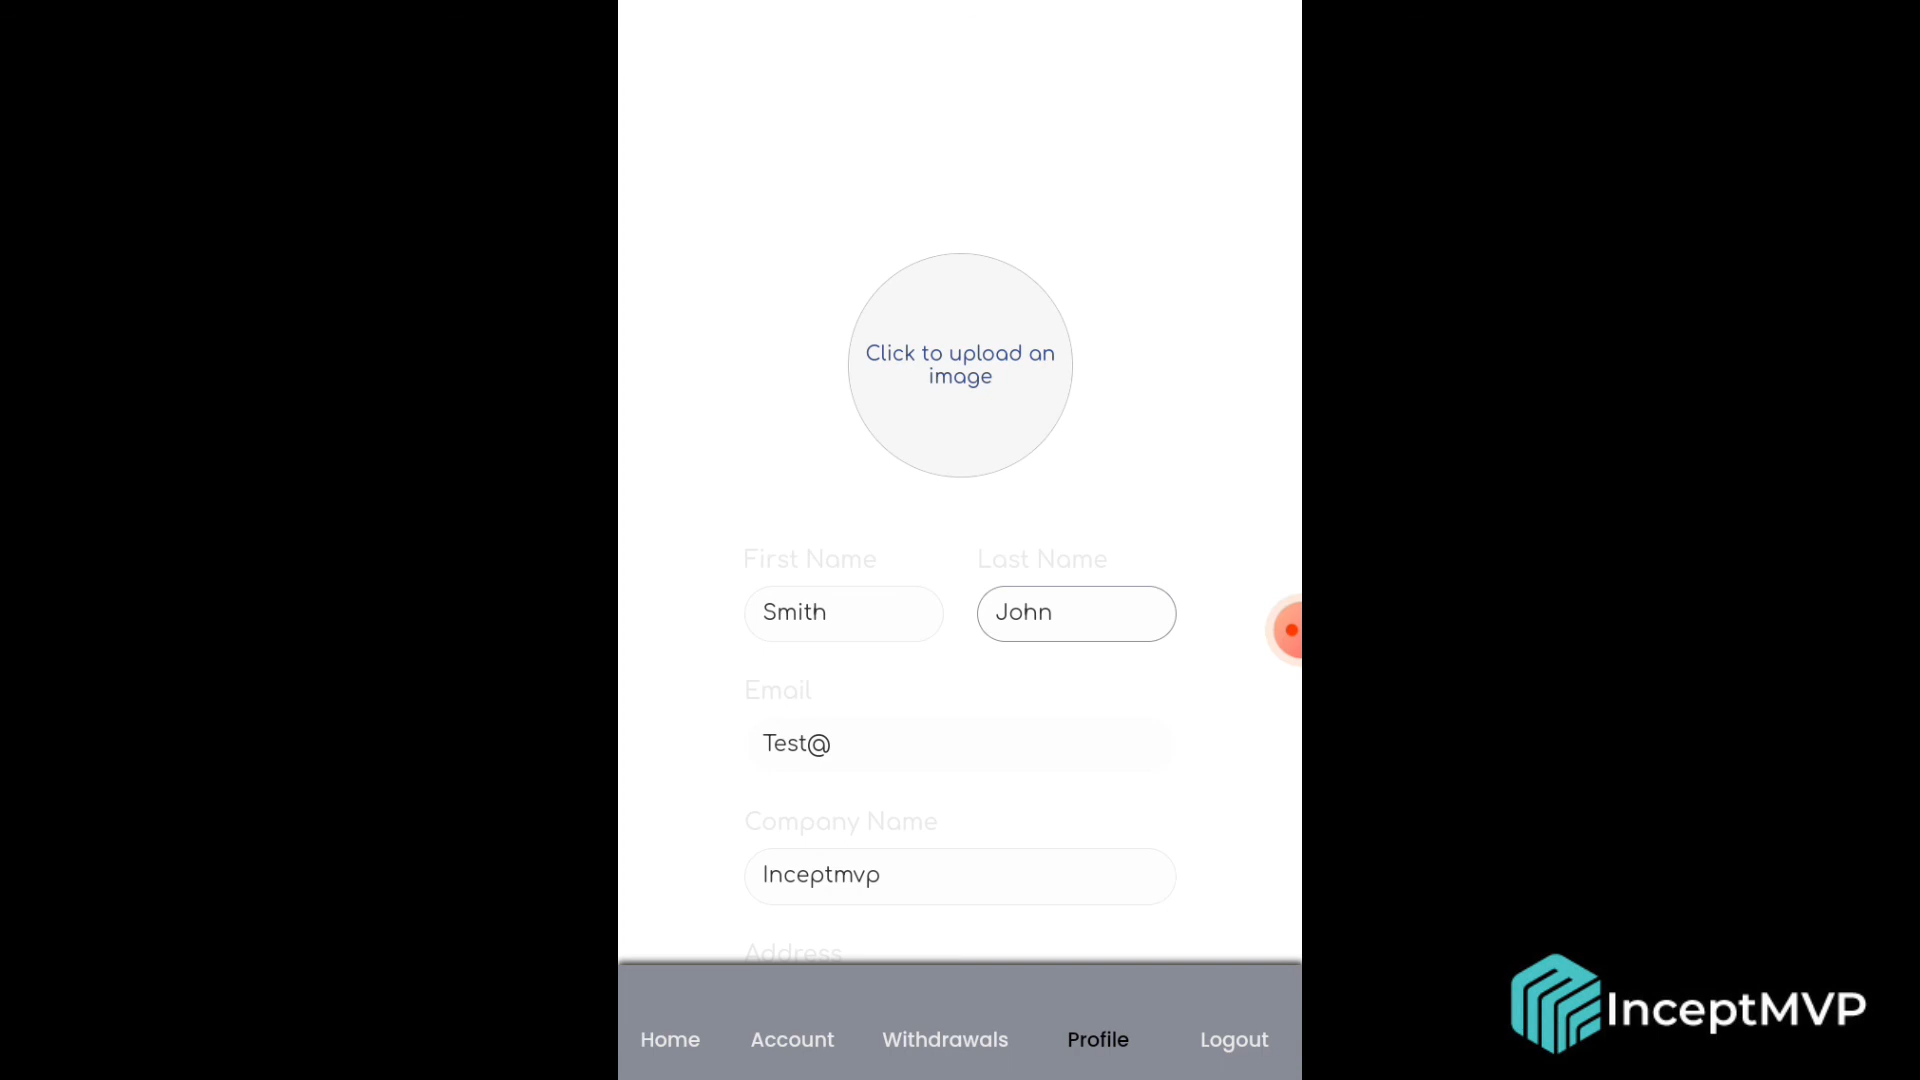 Click to upload an
image
First Name Last Name
Smith John
Email
Test@
Company Name
Inceptmvp
Address
Home Account Withdrawals Profile Logout
InceptMVP